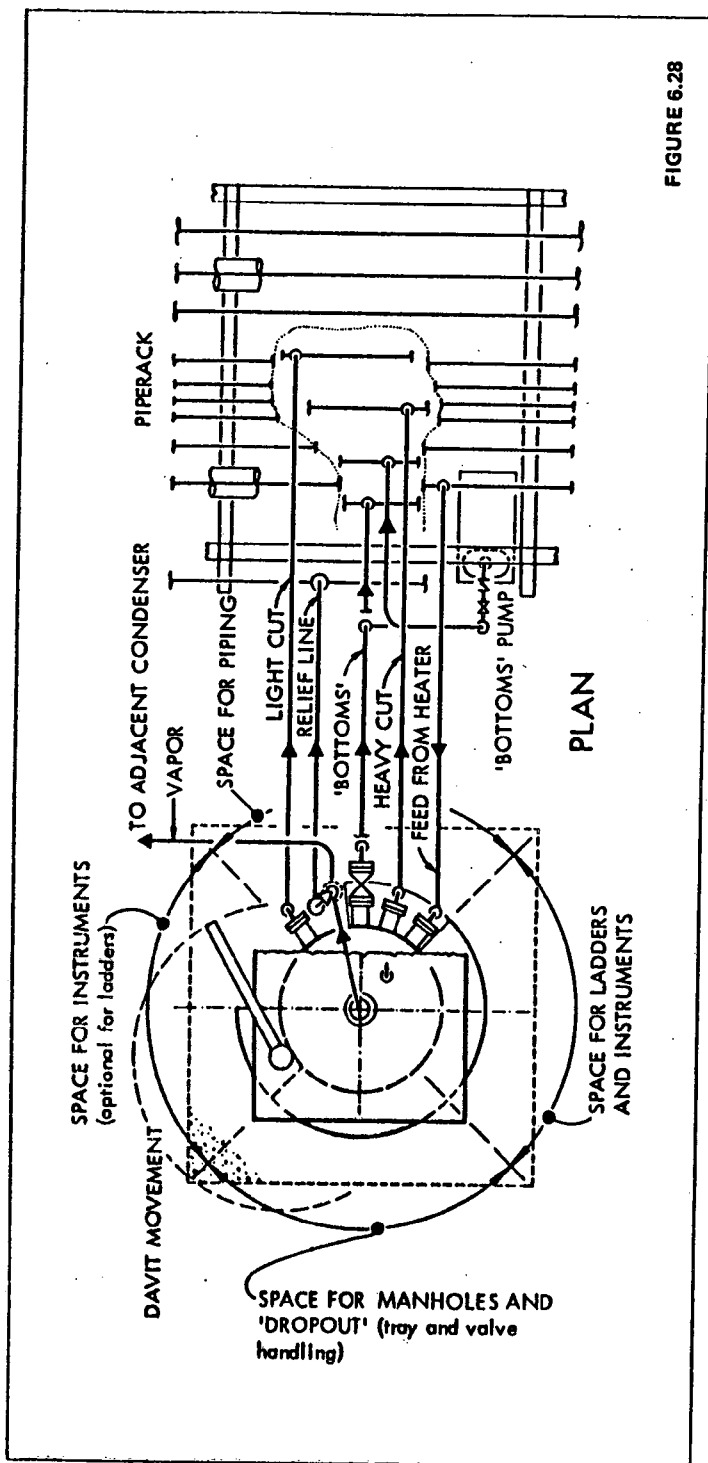 FIGURE 6.28
PIPERACK
TO ADJACENT CONDENSER
VAPOR
SPACE FOR PIPING
LIGHT CUT
RELIEF LINE
'BOTTOMS'
HEAVY CUT
FEED FROM HEATER
'BOTTOMS' PUMP
PLAN
SPACE FOR INSTRUMENTS
(optional for ladders)
DAVIT MOVEMENT
SPACE FOR LADDERS
AND INSTRUMENTS
SPACE FOR MANHOLES AND
'DROPOUT' (tray and valve
handling)